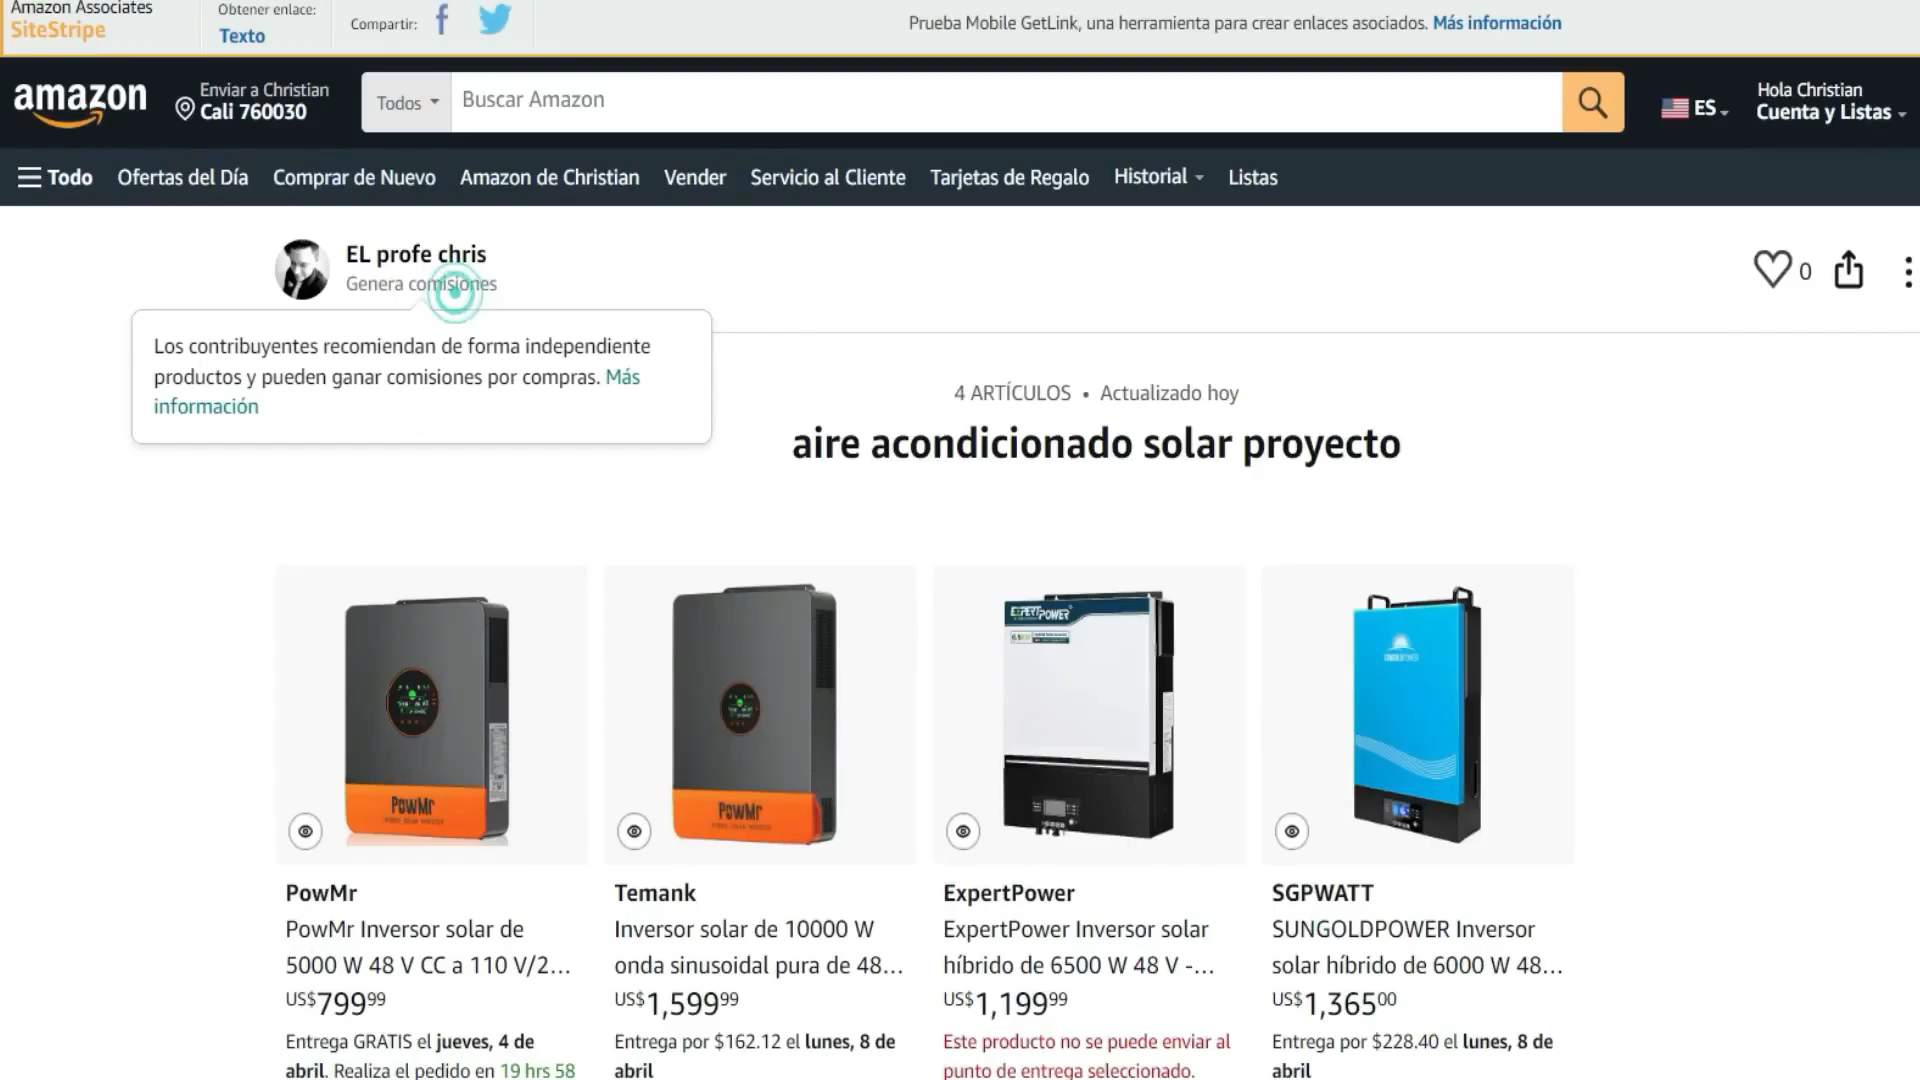 Amazon Associates
SiteStripe
Obtener enlace:
Texto
Compartir:
Prueba Mobile GetLink, una herramienta para crear enlaces asociados. Más información
amazon
Enviar a Christian
Cali 760030
Todos
Buscar Amazon
ES
Hola Christian
Cuenta y Listas
Todo
Ofertas del Día
Comprar de Nuevo
Amazon de Christian
Vender
Servicio al Cliente
Tarjetas de Regalo
Historial
Listas
EL profe chris
Genera comisiones
0
Los contribuyentes recomiendan de forma independiente
productos y pueden ganar comisiones por compras. Más
información
4 ARTÍCULOS • Actualizado hoy
aire acondicionado solar proyecto
PowMr
PowMr
EXPERTPOWER
PowMr
PowMr Inversor solar de
5000 W 48 V CC a 110 V/2...
US$79999
Entrega GRATIS el jueves, 4 de
abril. Realiza el pedido en 19 hrs 58
Temank
Inversor solar de 10000 W
onda sinusoidal pura de 48...
US$1,59999
Entrega por $162.12 el lunes, 8 de
abril
ExpertPower
ExpertPower Inversor solar
híbrido de 6500 W 48 V -...
US$1,19999
Este producto no se puede enviar al
punto de entrega seleccionado.
SGPWATT
SUNGOLDPOWER Inversor
solar híbrido de 6000 W 48...
US$1,36500
Entrega por $228.40 el lunes, 8 de
abril